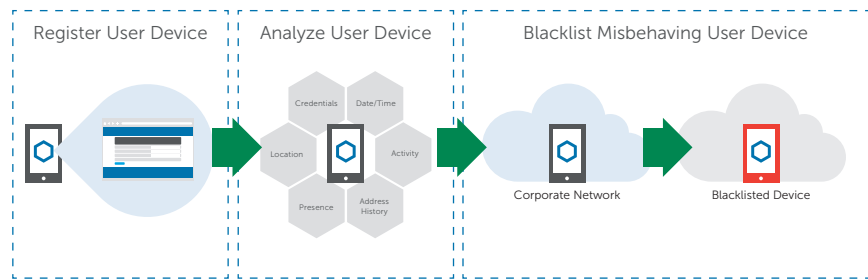 Register User Device
Analyze User Device
Blacklist Misbehaving User Device
Credentials
Date/Time
Location
Activity
Presence
Address
History
Corporate Network
Blacklisted Device